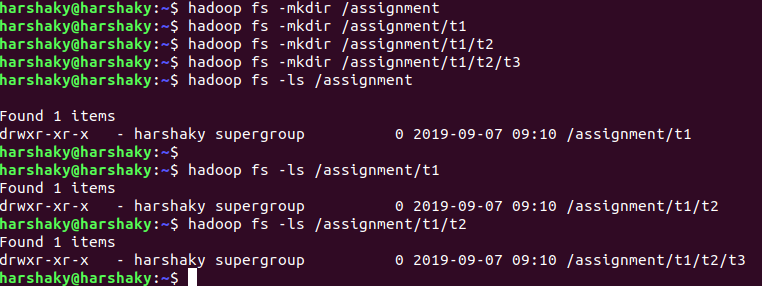 harshaky@harshaky:~$ hadoop fs -mkdir /assignment
harshaky@harshaky:~$ hadoop fs -mkdir /assignment/t1
harshaky@harshaky:~$ hadoop fs -mkdir /assignment/t1/t2
harshaky@harshaky:~$ hadoop fs -mkdir /assignment/t1/t2/t3
harshaky@harshaky:~$ hadoop fs -ls /assignment
Found 1 items
drwxr-xr-x   - harshaky supergroup          0 2019-09-07 09:10 /assignment/t1
harshaky@harshaky:~$
harshaky@harshaky:~$ hadoop fs -ls /assignment/t1
Found 1 items
drwxr-xr-x   - harshaky supergroup          0 2019-09-07 09:10 /assignment/t1/t2
harshaky@harshaky:~$ hadoop fs -ls /assignment/t1/t2
Found 1 items
drwxr-xr-x   - harshaky supergroup          0 2019-09-07 09:10 /assignment/t1/t2/t3
harshaky@harshaky:~$